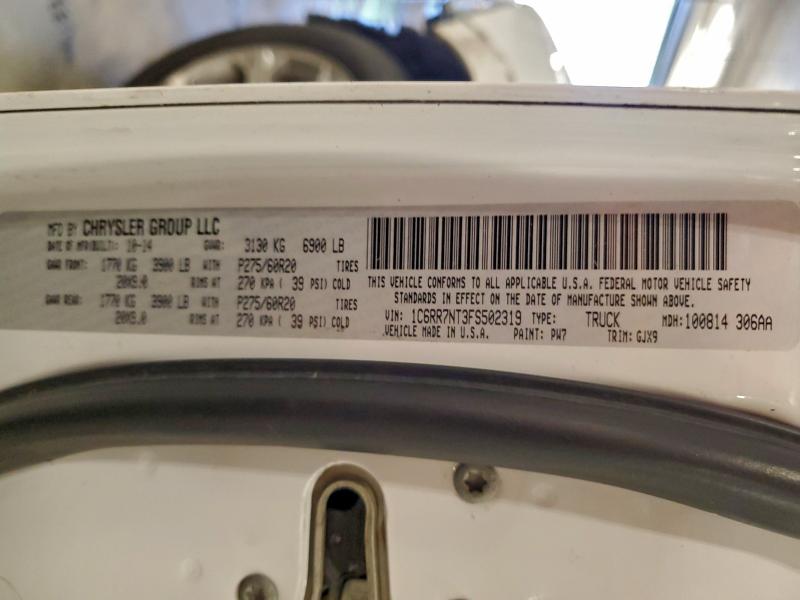 MFD BY CHRYSLER GROUP LLC
DATE OF MFR(BUILT): 10-14 GVWR: 3130 KG 6900 LB
GAWR FRONT: 1770 KG 3900 LB WITH P275/60R20 TIRES
20X9.0 RIMS AT 270 KPA ( 39 PSI) COLD
GAWR REAR: 1770 KG 3900 LB WITH P275/60R20 TIRES
20X9.0 RIMS AT 270 KPA ( 39 PSI) COLD
THIS VEHICLE CONFORMS TO ALL APPLICABLE U.S.A. FEDERAL MOTOR VEHICLE SAFETY
STANDARDS IN EFFECT ON THE DATE OF MANUFACTURE SHOWN ABOVE.
VIN: 1C6RR7NT3FS502319 TYPE: TRUCK MDH: 100814 306AA
VEHICLE MADE IN U.S.A. PAINT: PW7 TRIM: GJX9